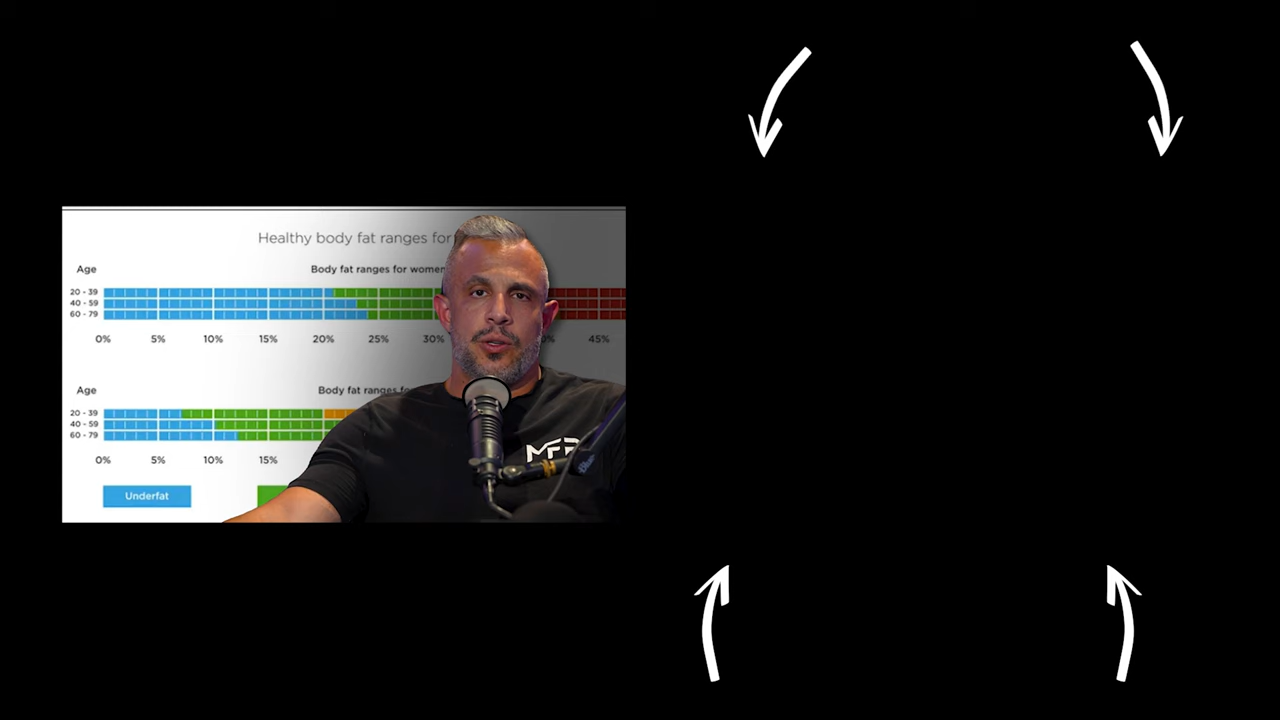 Healthy body fat ranges for
Age
Body fat ranges for women
20 - 39
40 - 59
60 - 79
0% 5% 10% 15% 20% 25% 30% 45%
Age
Body fat ranges fo
20 - 39
40 - 59
60 - 79
0% 5% 10% 15%
Underfat